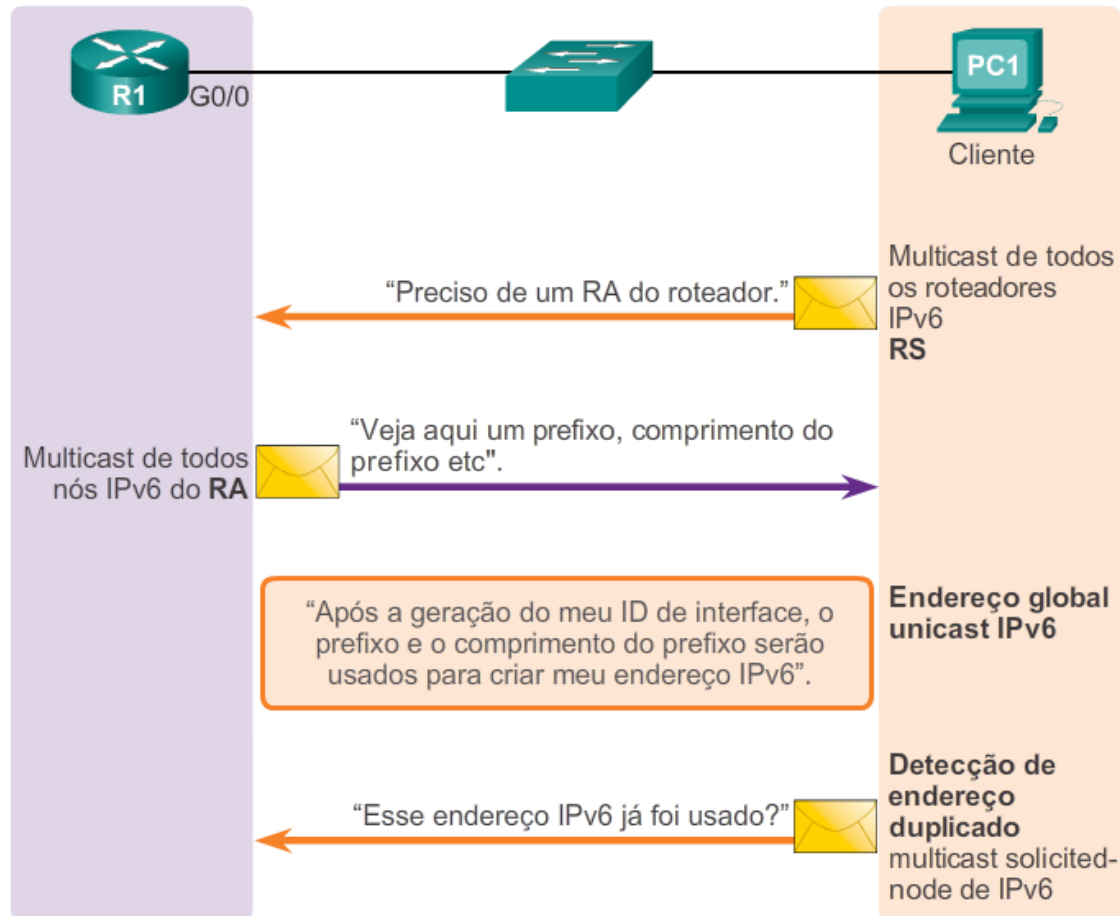 R1
G0/0
PC1
Cliente
“Preciso de um RA do roteador.”
Multicast de todos
os roteadores
IPv6
RS
Multicast de todos
nós IPv6 do RA
“Veja aqui um prefixo, comprimento do
prefixo etc".
“Após a geração do meu ID de interface, o
prefixo e o comprimento do prefixo serão
usados para criar meu endereço IPv6”.
Endereço global
unicast IPv6
“Esse endereço IPv6 já foi usado?”
Detecção de
endereço
duplicado
multicast solicited-
node de IPv6